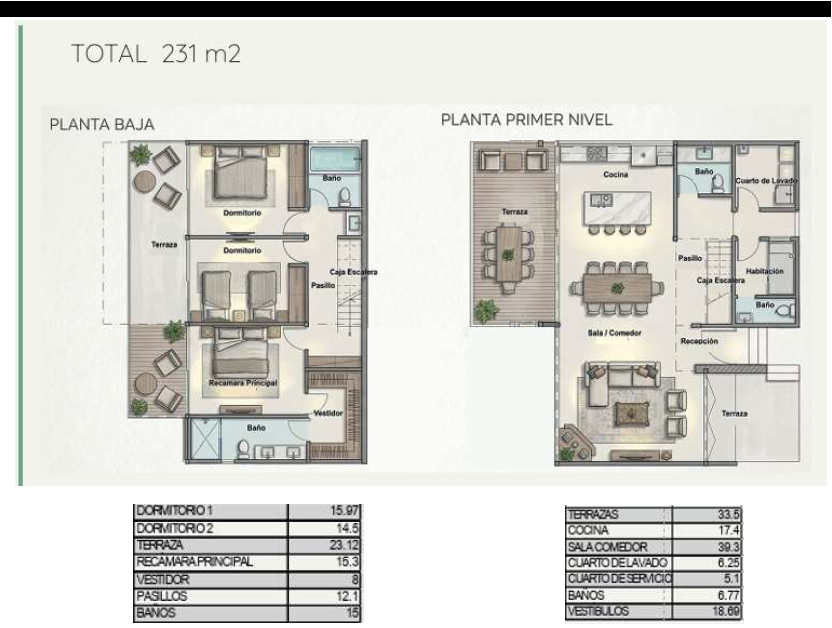 TOTAL 231 m2
PLANTA BAJA
Baño
Dormitorio
Terraza
Dormitorio
Caja Escalera
Pasillo
Recamara Principal
Vestidor
Baño
PLANTA PRIMER NIVEL
Cocina
Baño
Cuarto de Lavado
Terraza
Pasillo
Habitación
Caja Escalera
Baño
Sala / Comedor
Recepción
Terraza
DORMITORIO 1 15.97
DORMITORIO 2 14.5
TERRAZA 23.12
RECAMARA PRINCIPAL 15.3
VESTIDOR 8
PASILLOS 12.1
BAÑOS 15
TERRAZAS 33.5
COCINA 17.4
SALA COMEDOR 39.3
CUARTO DE LAVADO 6.25
CUARTO DE SERVICIO 5.1
BAÑOS 6.77
VESTIBULOS 18.69